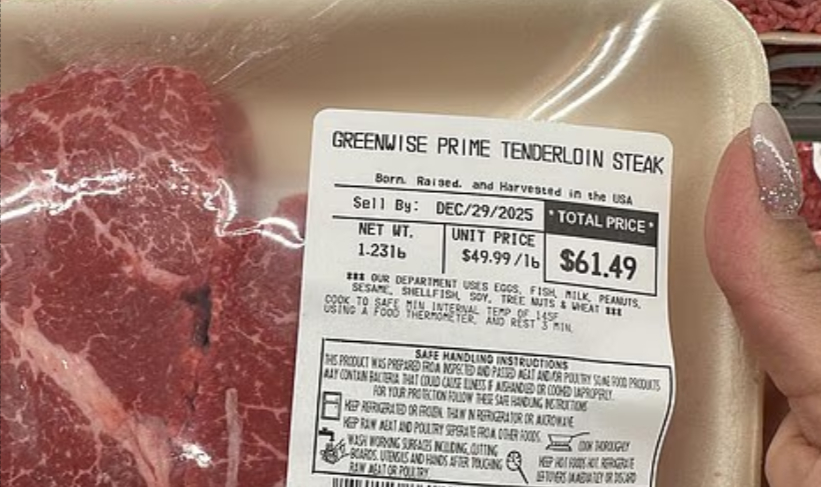 GREENWISE PRIME TENDERLOIN STEAK
Born, Raised, and Harvested in the USA
Sell By: DEC/29/2025 *TOTAL PRICE*
NET WT. UNIT PRICE
1.23lb $49.99/lb $61.49
*** OUR DEPARTMENT USES EGGS, FISH, MILK, PEANUTS,
SESAME, SHELLFISH, SOY, TREE NUTS & WHEAT ***
COOK TO SAFE MIN INTERNAL TEMP OF 145F
USING A FOOD THERMOMETER, AND REST 3 MIN.
SAFE HANDLING INSTRUCTIONS
THIS PRODUCT WAS PREPARED FROM INSPECTED AND PASSED MEAT AND/OR POULTRY. SOME FOOD PRODUCTS
MAY CONTAIN BACTERIA THAT COULD CAUSE ILLNESS IF MISHANDLED OR COOKED IMPROPERLY.
FOR YOUR PROTECTION FOLLOW THESE SAFE HANDLING INSTRUCTIONS
KEEP REFRIGERATED OR FROZEN. THAW IN REFRIGERATOR OR MICROWAVE.
KEEP RAW MEAT AND POULTRY SEPERATE FROM OTHER FOODS.
WASH WORKING SURFACES INCLUDING CUTTING
BOARDS, UTENSILS AND HANDS AFTER TOUCHING
RAW MEAT OR POULTRY
COOK THOROUGHLY
KEEP HOT FOODS HOT. REFRIGERATE
LEFTOVERS IMMEDIATELY OR DISCARD